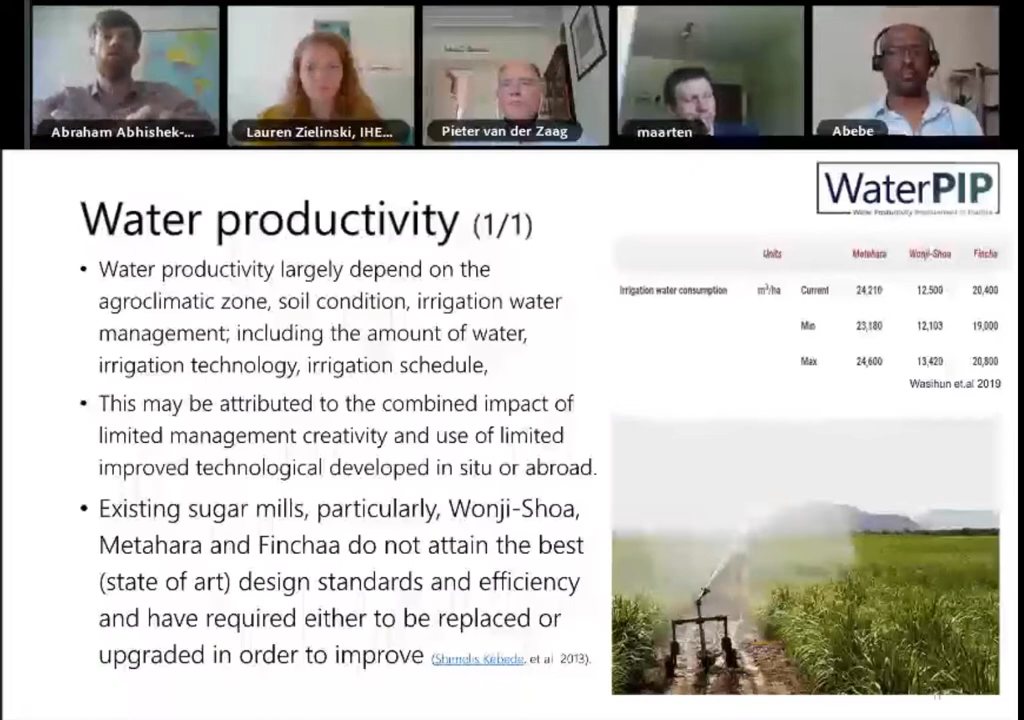 Abraham Abhishek-...
Lauren Zielinski, IHE...
Pieter van der Zaag
maarten
Abebe
WaterPIP
Water Productivity Improvement in Practice
Water productivity (1/1)
• Water productivity largely depend on the
agroclimatic zone, soil condition, irrigation water
management; including the amount of water,
irrigation technology, irrigation schedule,
• This may be attributed to the combined impact of
limited management creativity and use of limited
improved technological developed in situ or abroad.
• Existing sugar mills, particularly, Wonji-Shoa,
Metahara and Finchaa do not attain the best
(state of art) design standards and efficiency
and have required either to be replaced or
upgraded in order to improve (Shimelis Kebede, et al 2013).
Units Metehara Wonji-Shoa Fincha
Irrigation water consumption m³/ha Current 24,210 12,500 20,400
Min 23,180 12,103 19,000
Max 24,600 13,420 20,800
Wasihun et.al 2019